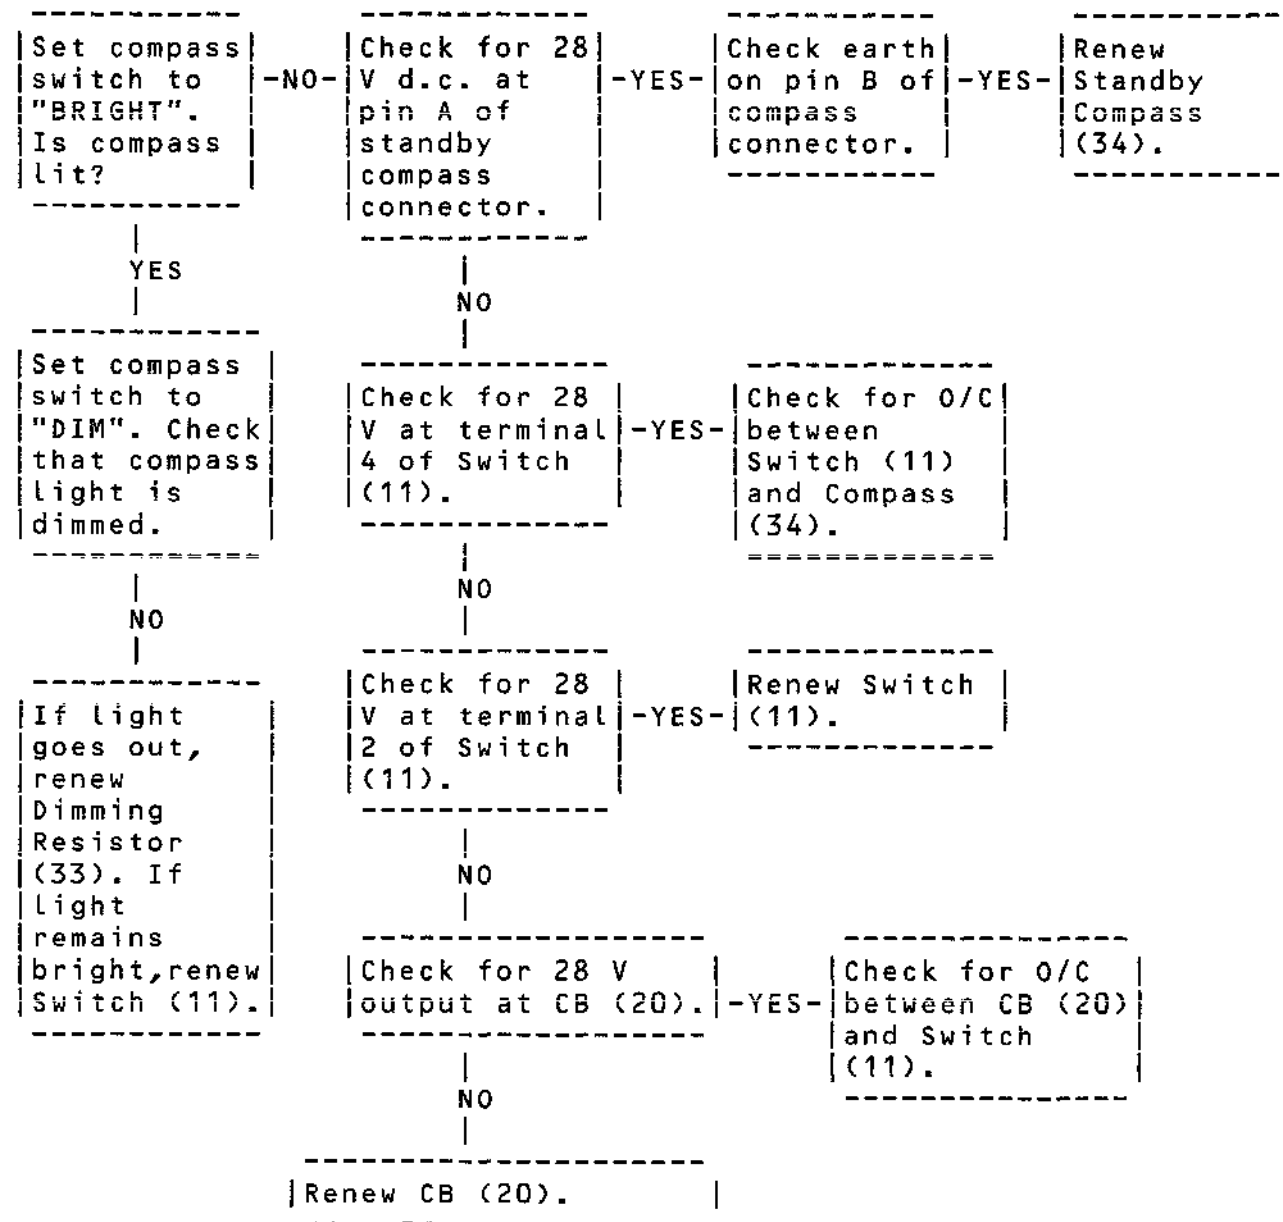 Set compass
switch to
"BRIGHT".
Is compass
lit?
-NO-
Check for 28
V d.c. at
pin A of
standby
compass
connector.
-YES-
Check earth
on pin B of
compass
connector.
-YES-
Renew
Standby
Compass
(34).
YES
NO
Set compass
switch to
"DIM". Check
that compass
light is
dimmed.
Check for 28
V at terminal
4 of Switch
(11).
-YES-
Check for O/C
between
Switch (11)
and Compass
(34).
NO
NO
If light
goes out,
renew
Dimming
Resistor
(33). If
light
remains
bright,renew
Switch (11).
Check for 28
V at terminal
2 of Switch
(11).
-YES-
Renew Switch
(11).
NO
Check for 28 V
output at CB (20).
-YES-
Check for O/C
between CB (20)
and Switch
(11).
NO
Renew CB (20).